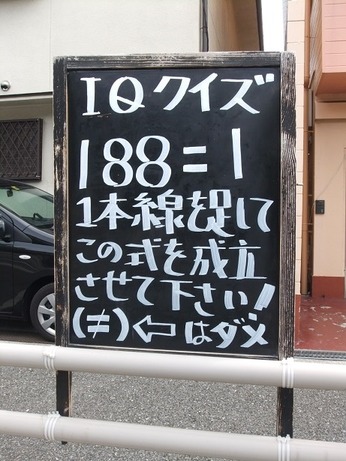 IQクイズ
188=1
1本線を足して
この式を成立
させて下さい!
(≠)⇦はダメ